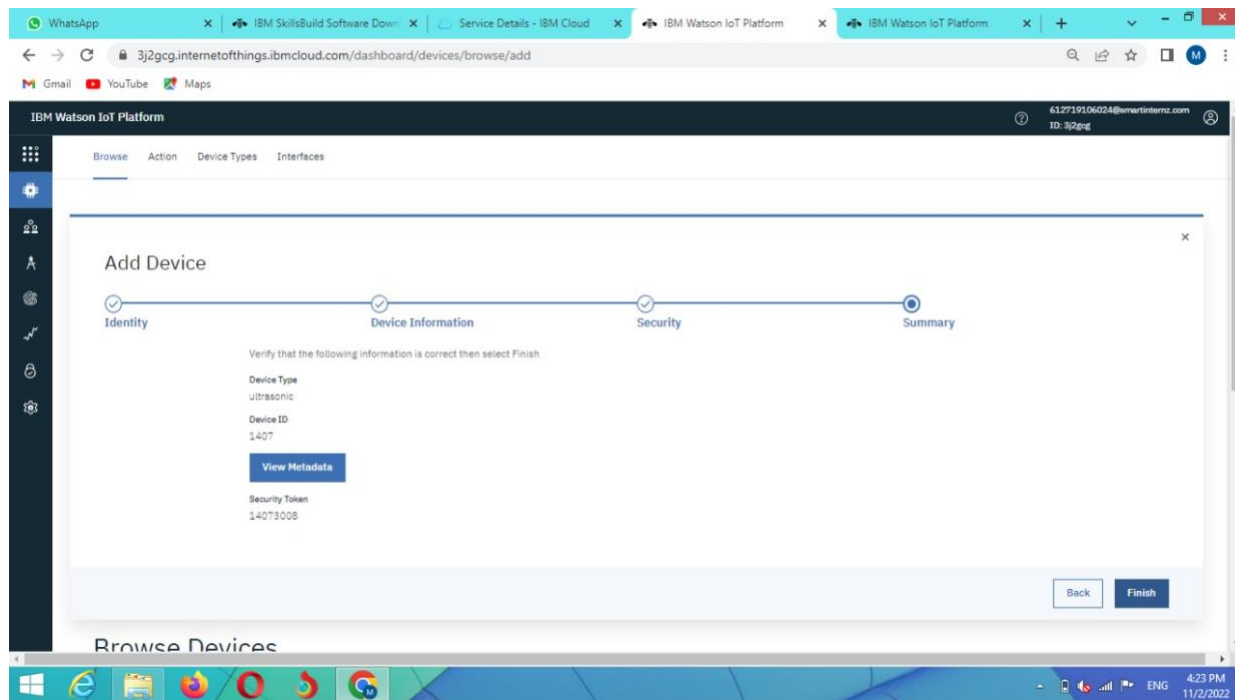 WhatsApp
IBM SkillsBuild Software Down
Service Details - IBM Cloud
IBM Watson IoT Platform
IBM Watson IoT Platform
3j2gcg.internetofthings.ibmcloud.com/dashboard/devices/browse/add
M
Gmail
YouTube
Maps
IBM Watson IoT Platform
612719106024@smartinternz.com
ID: 3j2gcg
Browse
Action
Device Types
Interfaces
Add Device
Identity
Device Information
Security
Summary
Verify that the following information is correct then select Finish
Device Type
ultrasonic
Device ID
1407
View Metadata
Security Token
14073008
Back
Finish
Browse Devices
ENG
4:23 PM
11/2/2022